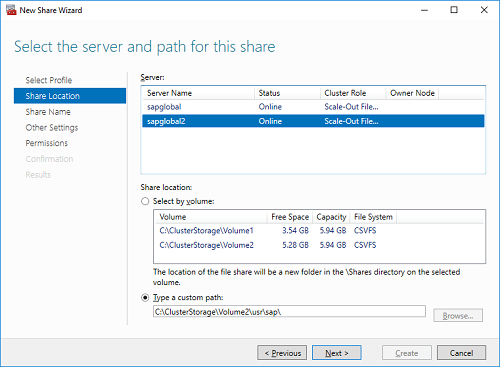 New Share Wizard
Select the server and path for this share
Select Profile
Share Location
Share Name
Other Settings
Permissions
Confirmation
Results
Server:
Server Name Status Cluster Role Owner Node
sapglobal Online Scale-Out File...
sapglobal2 Online Scale-Out File...
Share location:
Select by volume:
Volume Free Space Capacity File System
C:\ClusterStorage\Volume1 3.54 GB 5.94 GB CSVFS
C:\ClusterStorage\Volume2 5.28 GB 5.94 GB CSVFS
The location of the file share will be a new folder in the \Shares directory on the selected
volume.
Type a custom path:
C:\ClusterStorage\Volume2\usr\sap\
Browse...
< Previous Next > Create Cancel